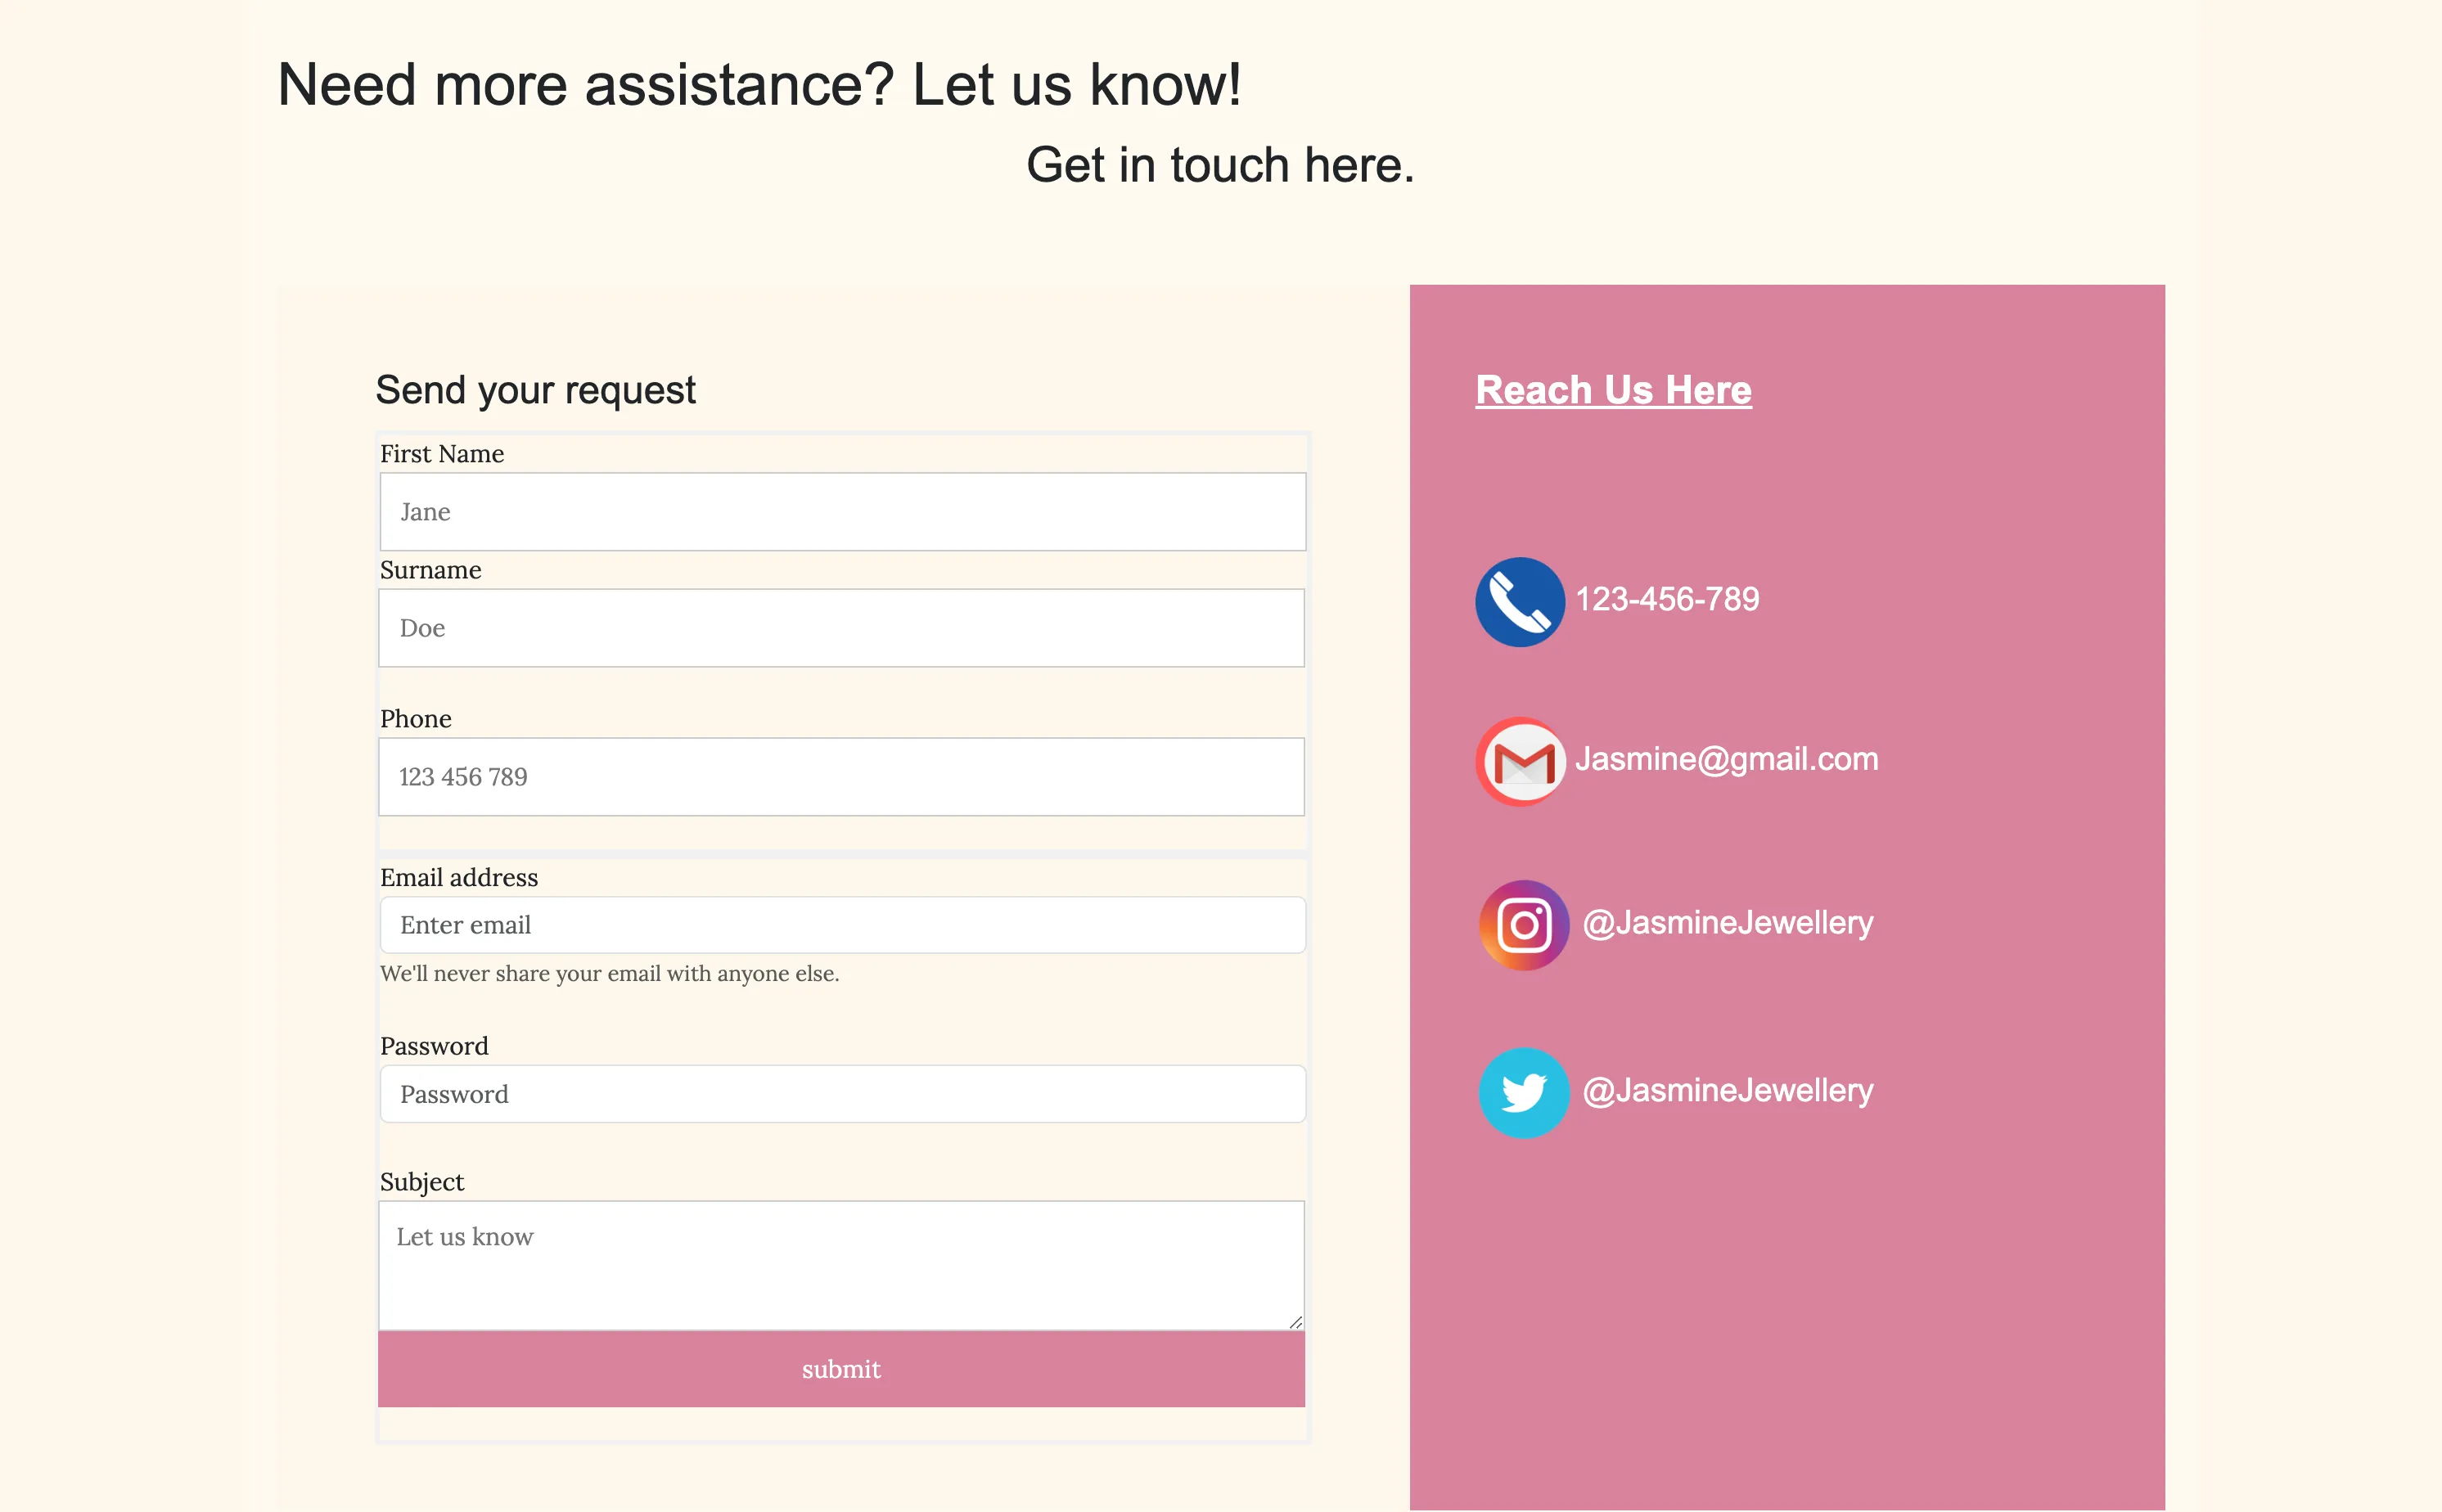 Need more assistance? Let us know!
Get in touch here.
Send your request
First Name
Jane
Surname
Doe
Phone
123 456 789
Email address
Enter email
We'll never share your email with anyone else.
Password
Password
Subject
Let us know
submit
Reach Us Here
123-456-789
Jasmine@gmail.com
@JasmineJewellery
@JasmineJewellery